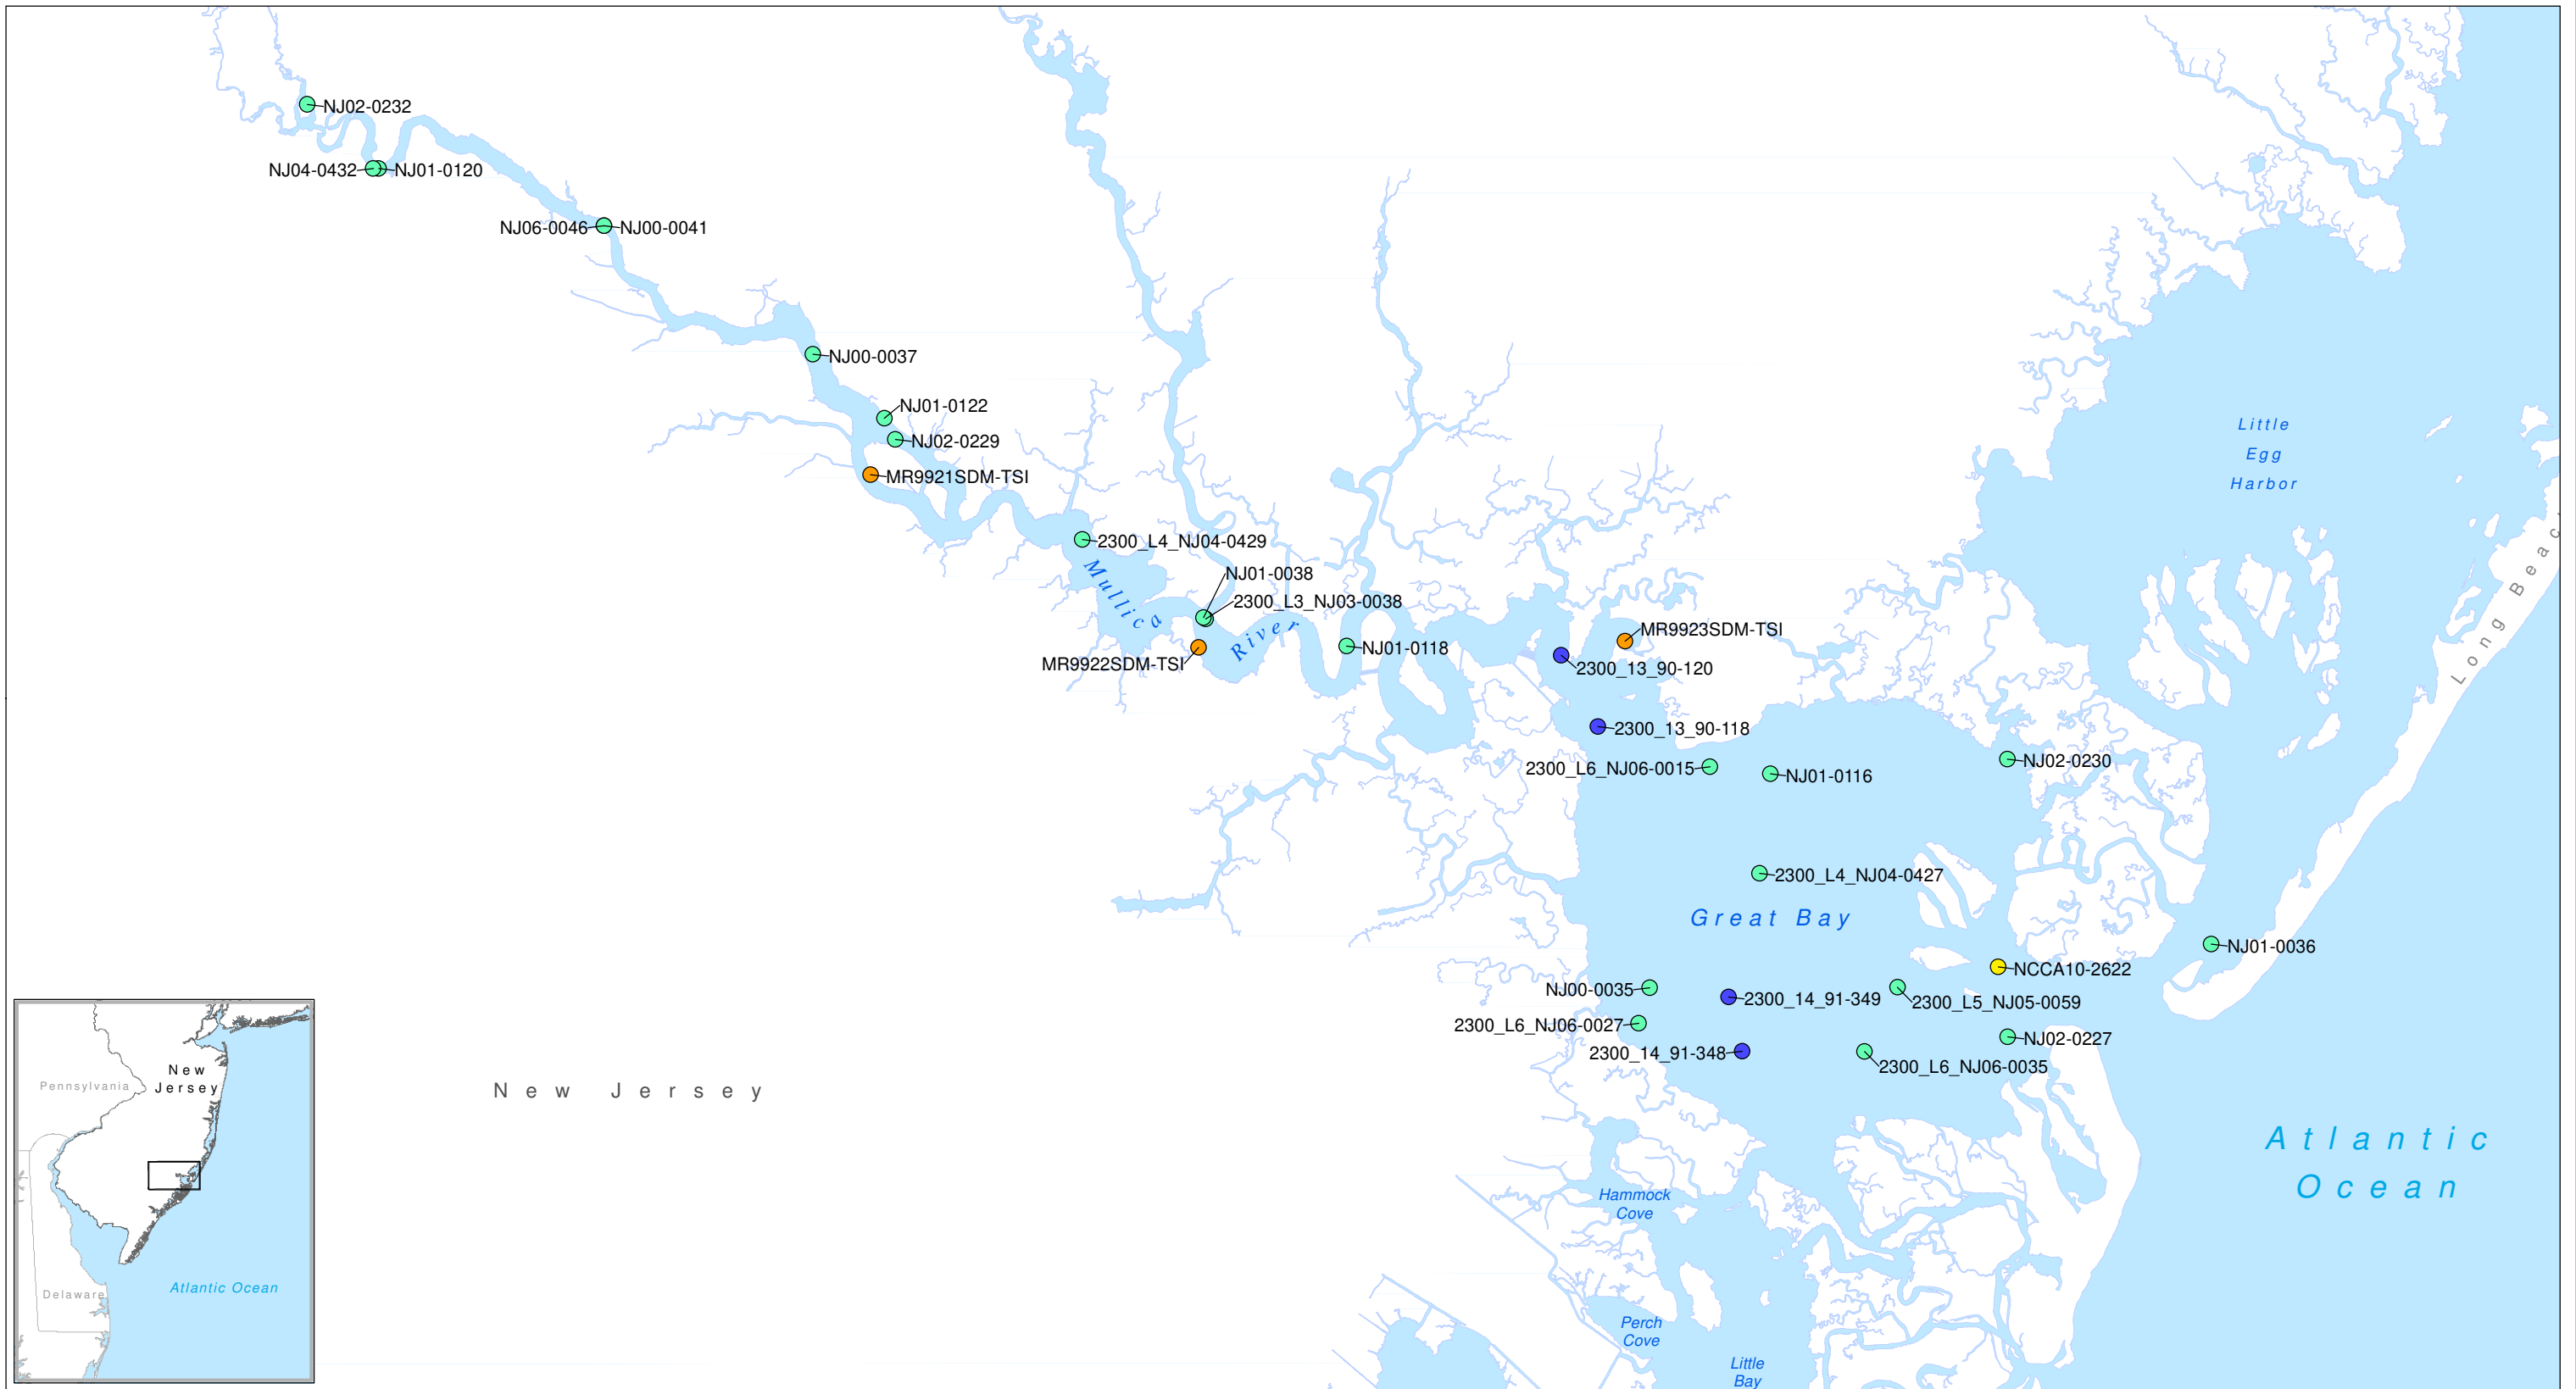 NJ02-0232
NJ04-0432
NJ01-0120
NJ06-0046
NJ00-0041
NJ00-0037
NJ01-0122
NJ02-0229
MR9921SDM-TSI
2300_L4_NJ04-0429
NJ01-0038
2300_L3_NJ03-0038
Mullica
River
MR9922SDM-TSI
NJ01-0118
MR9923SDM-TSI
2300_13_90-120
2300_13_90-118
2300_L6_NJ06-0015
NJ01-0116
NJ02-0230
Little
Egg
Harbor
Long Beac
2300_L4_NJ04-0427
Great Bay
NJ01-0036
NCCA10-2622
NJ00-0035
2300_14_91-349
2300_L5_NJ05-0059
2300_L6_NJ06-0027
NJ02-0227
2300_14_91-348
2300_L6_NJ06-0035
New Jersey
Atlantic
Ocean
Hammock
Cove
Perch
Cove
Little
Bay
New
Jersey
Pennsylvania
Atlantic Ocean
Delaware